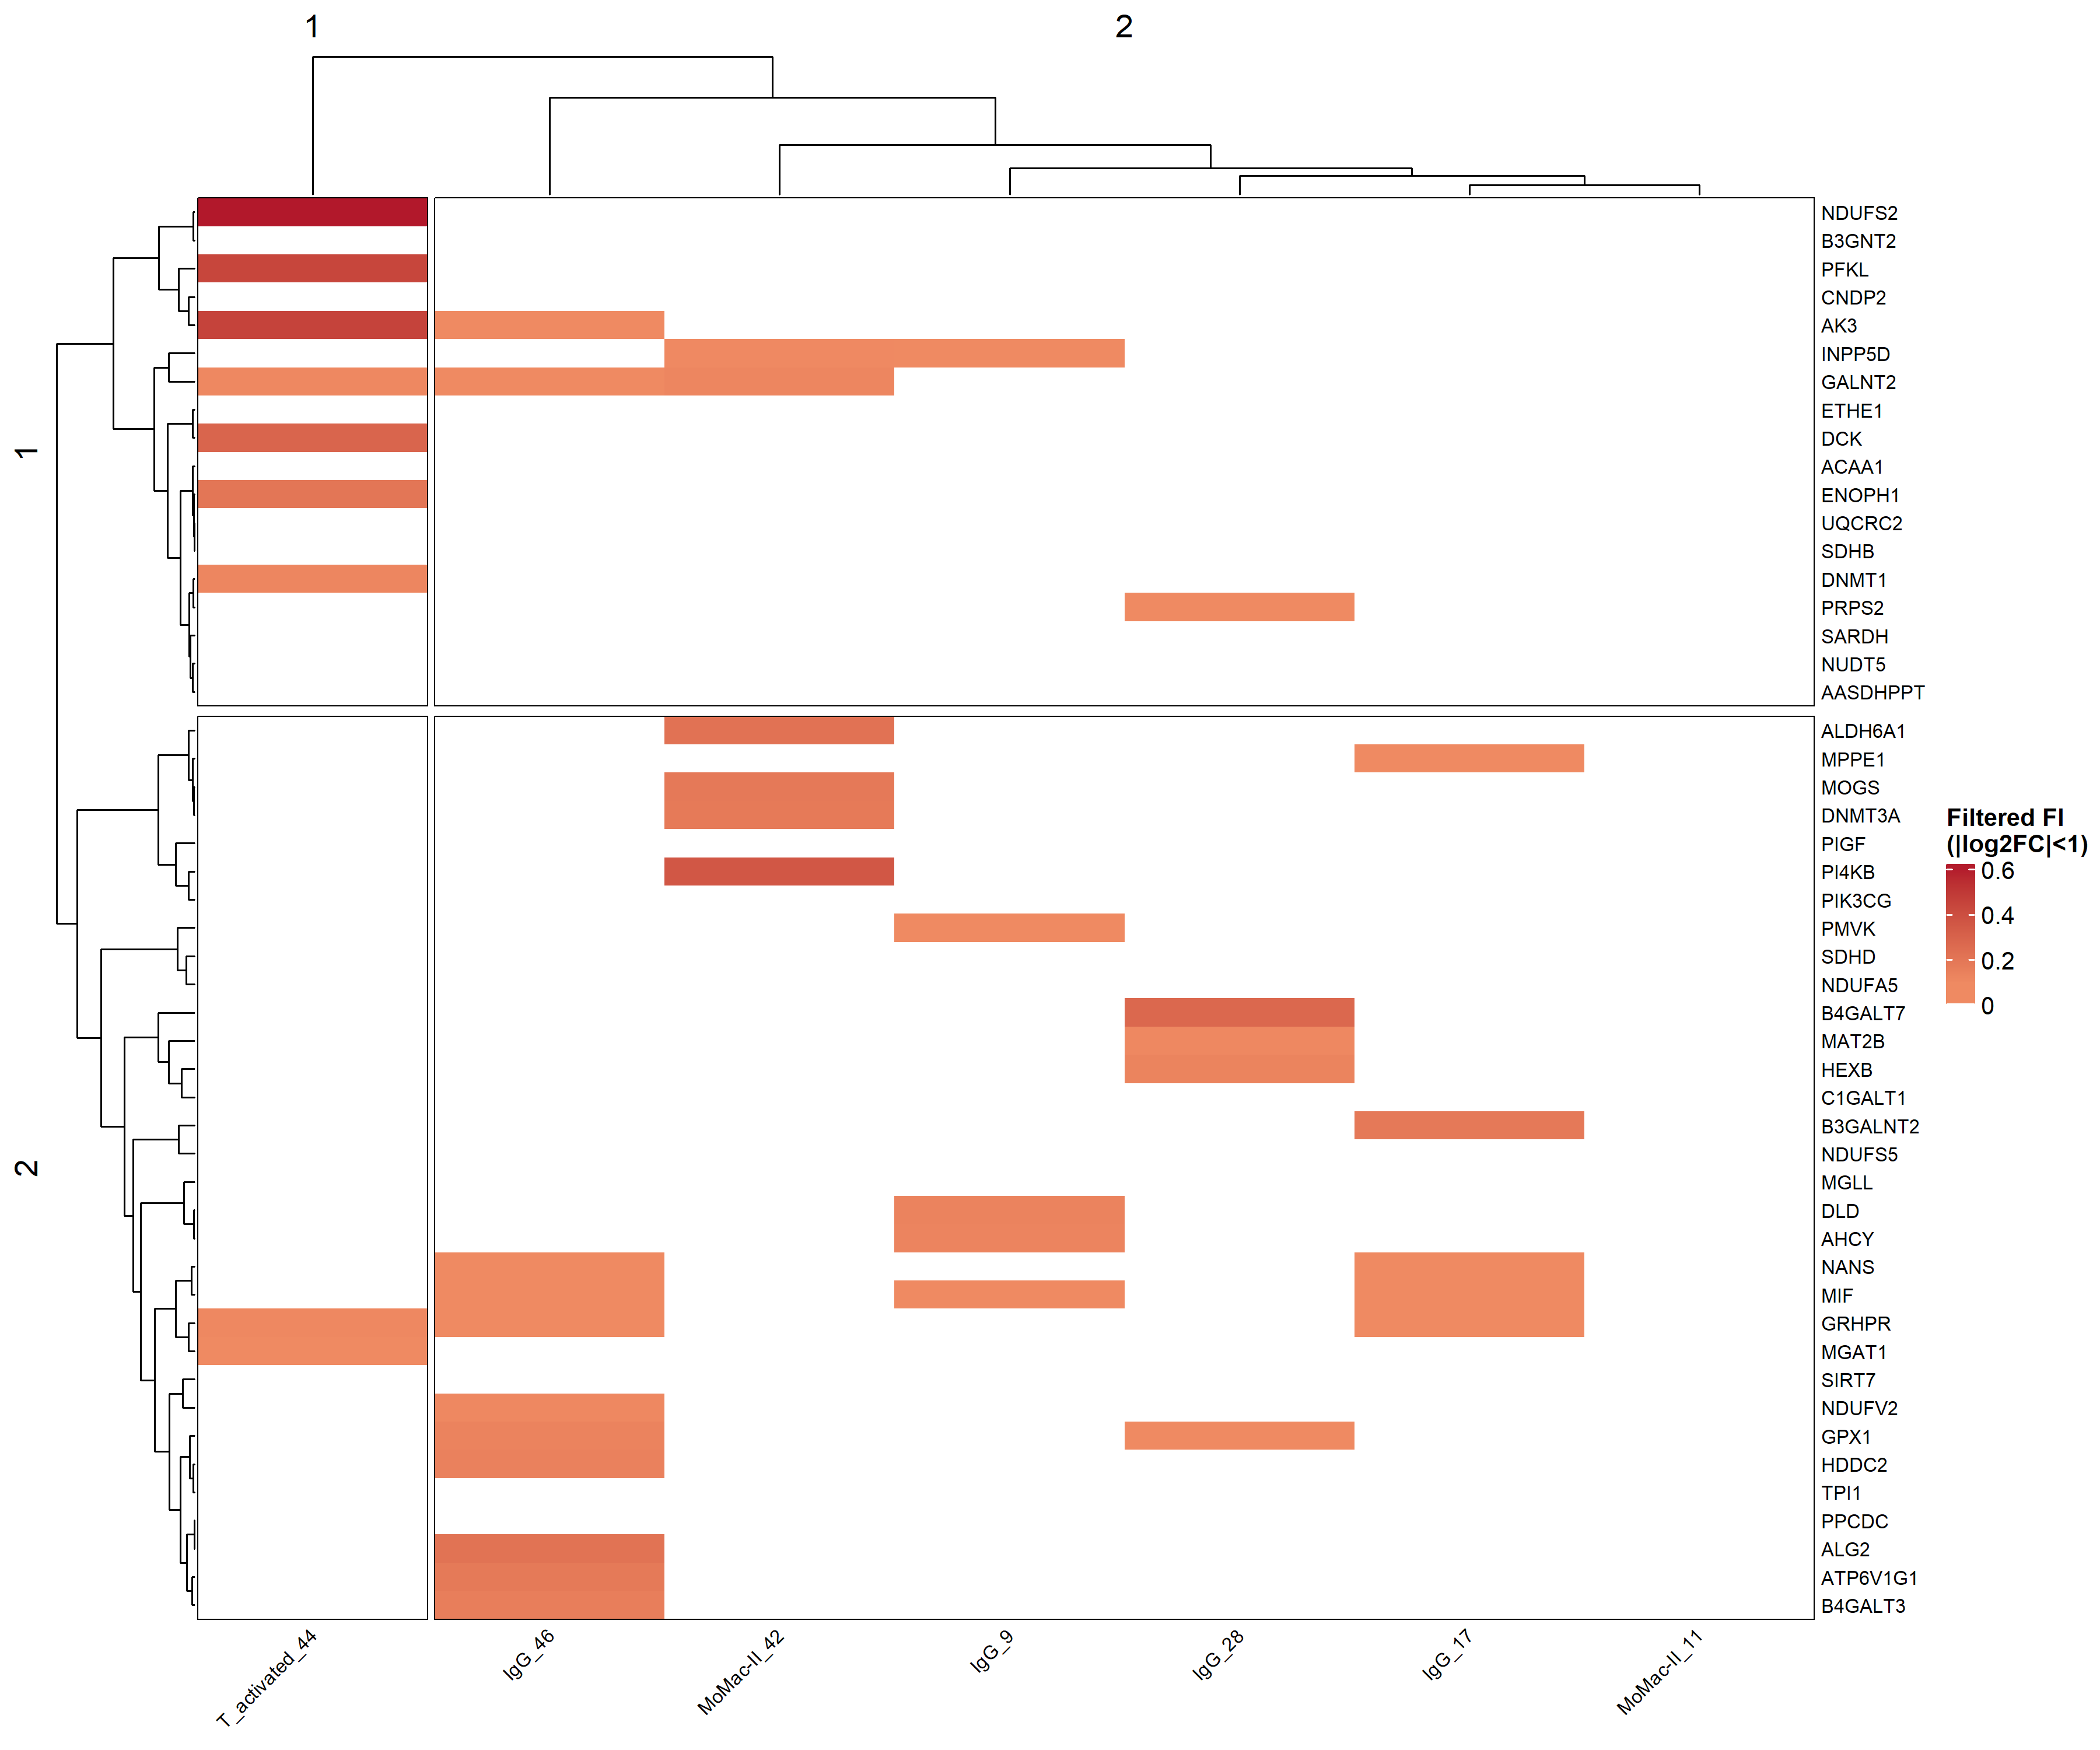 1
2
1
NDUFS2
B3GNT2
PFKL
CNDP2
AK3
INPP5D
GALNT2
ETHE1
DCK
ACAA1
ENOPH1
UQCRC2
SDHB
DNMT1
PRPS2
SARDH
NUDT5
AASDHPPT
2
ALDH6A1
MPPE1
MOGS
DNMT3A
PIGF
PI4KB
PIK3CG
PMVK
SDHD
NDUFA5
B4GALT7
MAT2B
HEXB
C1GALT1
B3GALNT2
NDUFS5
MGLL
DLD
AHCY
NANS
MIF
GRHPR
MGAT1
SIRT7
NDUFV2
GPX1
HDDC2
TPI1
PPCDC
ALG2
ATP6V1G1
B4GALT3
Filtered FI
(|log2FC|<1)
0.6
0.4
0.2
0
T_activated_44
IgG_46
MoMac-II_42
IgG_9
IgG_28
IgG_17
MoMac-II_11